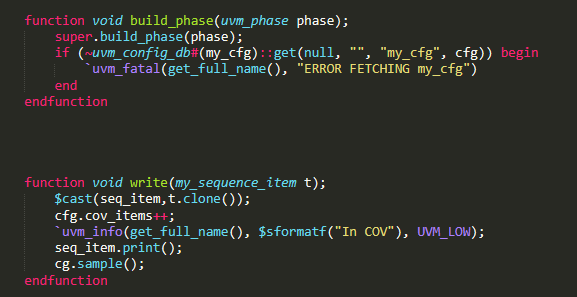 function void build_phase(uvm_phase phase);
super.build_phase(phase);
if (~uvm_config_db#(my_cfg)::get(null, "", "my_cfg", cfg)) begin
`uvm_fatal(get_full_name(), "ERROR FETCHING my_cfg")
end
endfunction
function void write(my_sequence_item t);
$cast(seq_item,t.clone());
cfg.cov_items++;
`uvm_info(get_full_name(), $sformatf("In COV"), UVM_LOW);
seq_item.print();
cg.sample();
endfunction